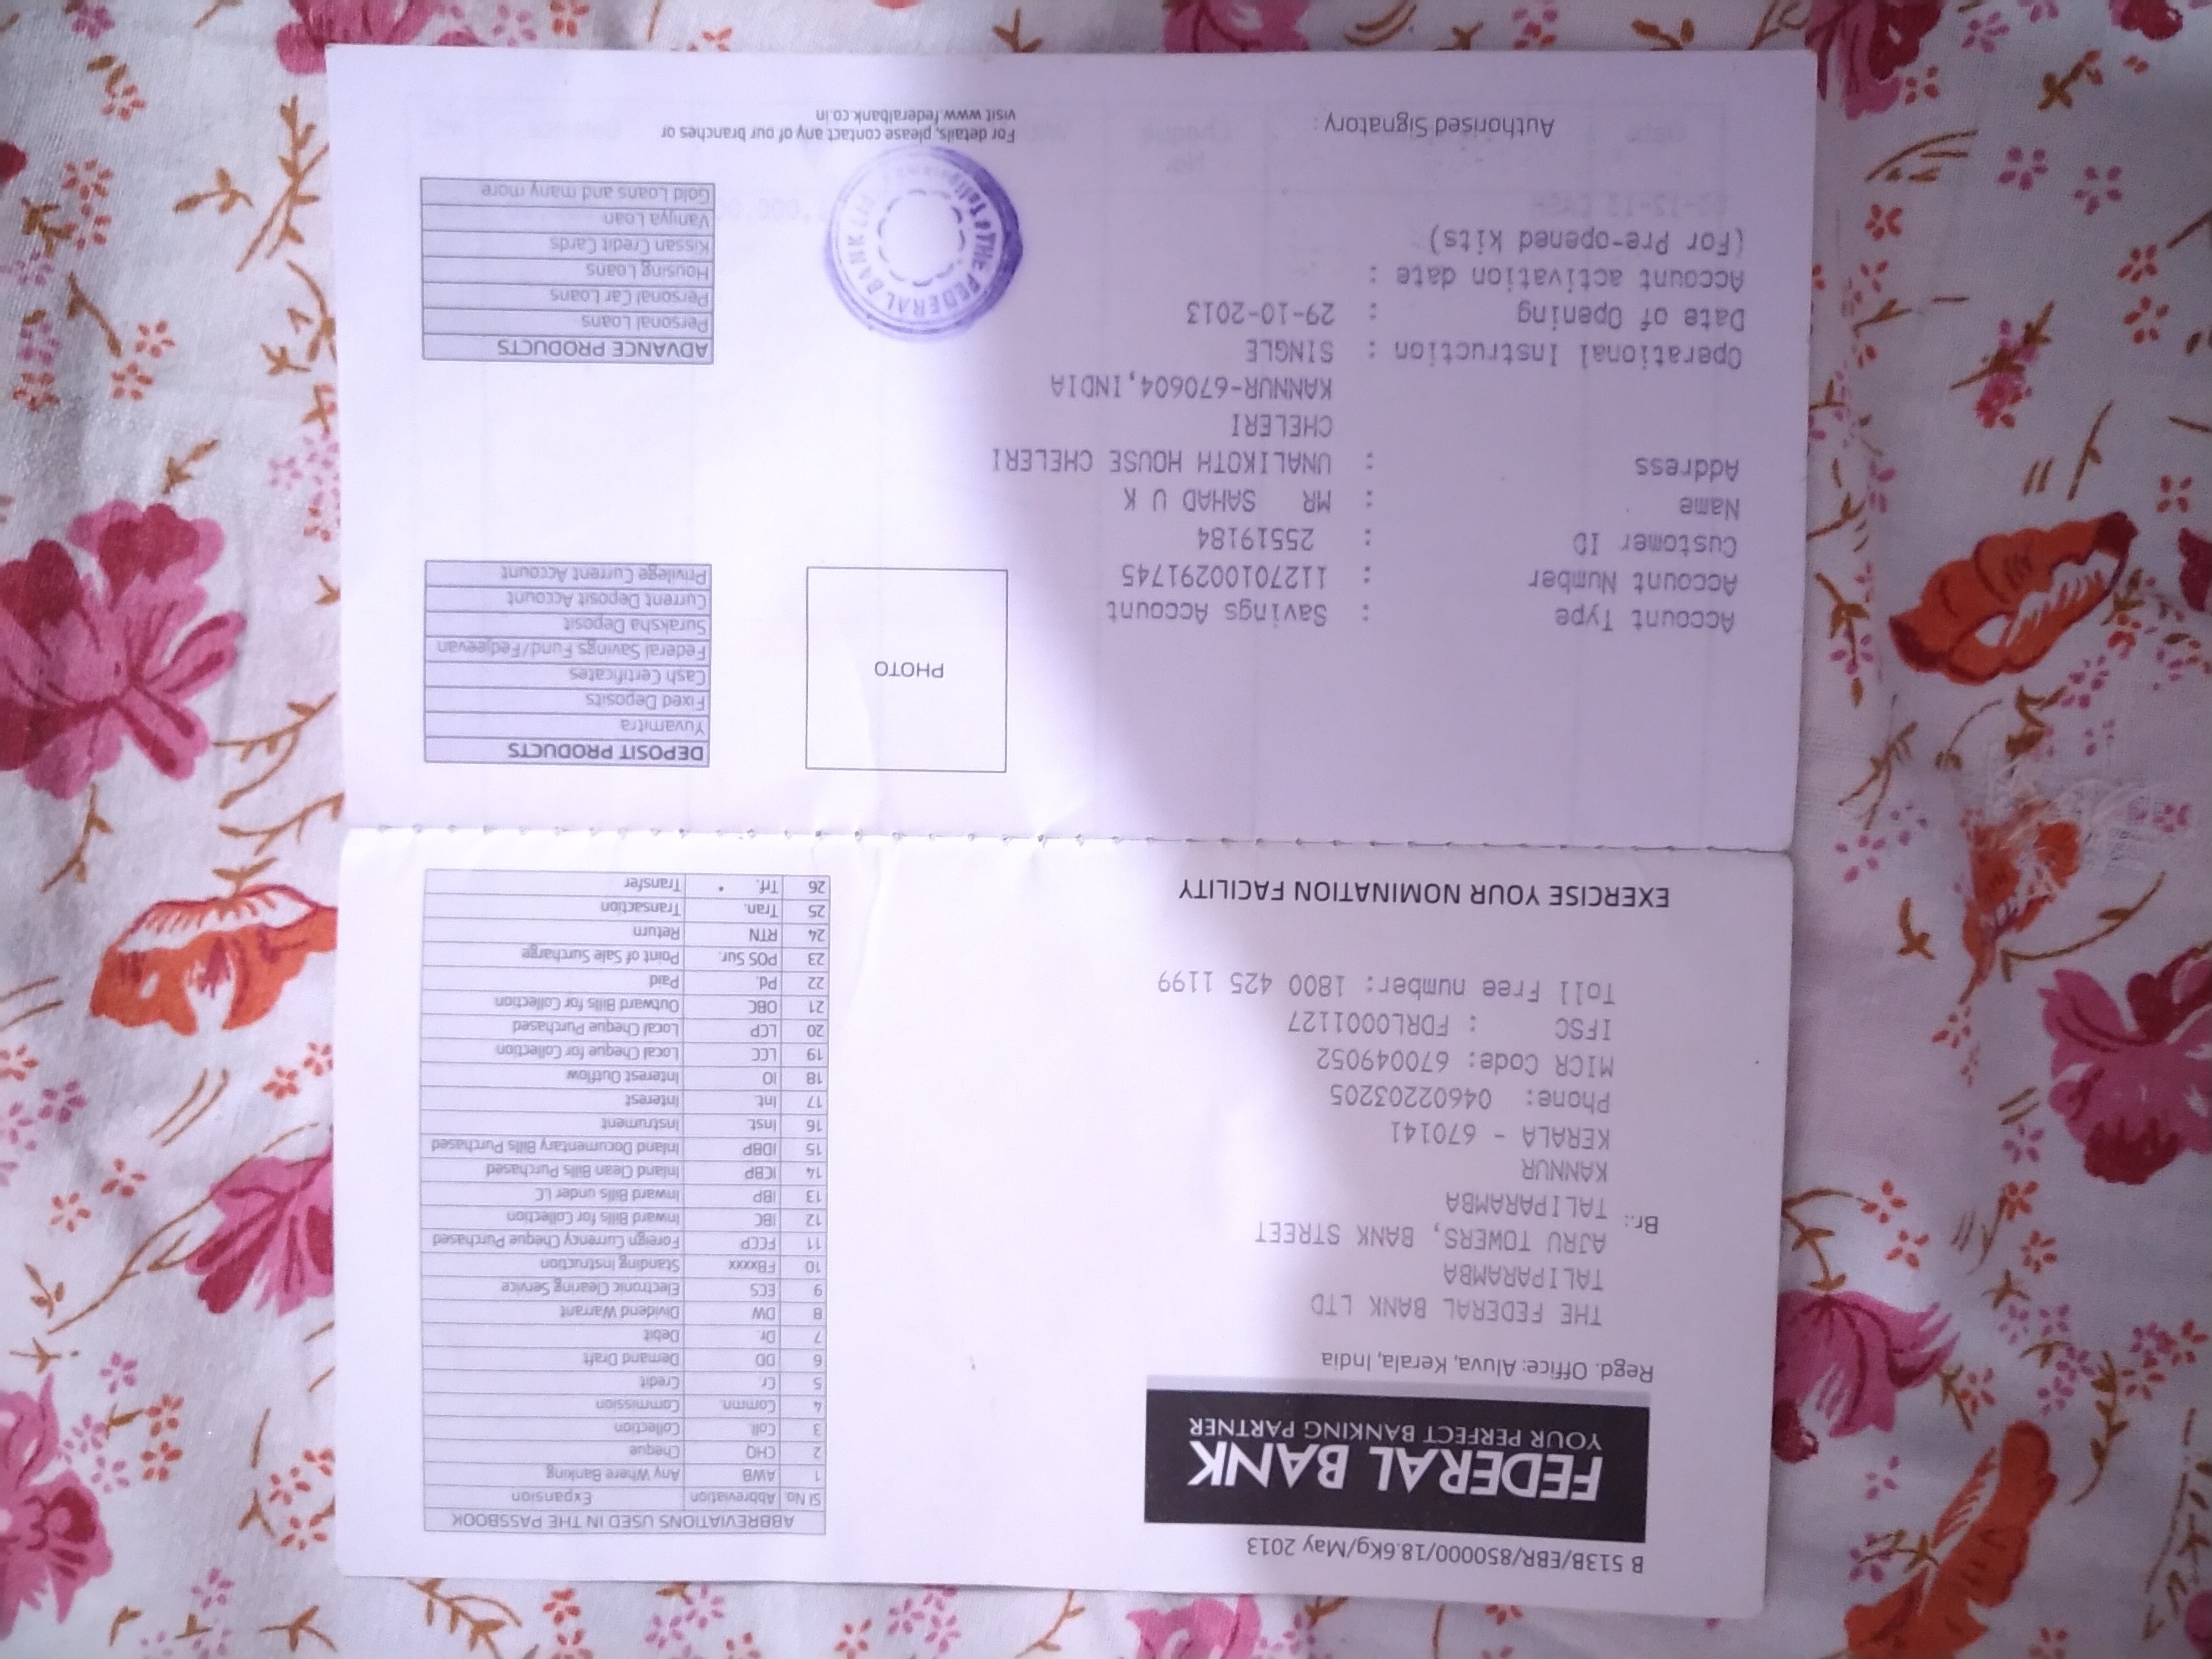 B 513B/EBR/850000/18.6Kg/May 2013
FEDERAL BANK
YOUR PERFECT BANKING PARTNER
Regd. Office: Aluva, Kerala, India
THE FEDERAL BANK LTD
TALIPARAMBA
AJRU TOWERS, BANK STREET
Br.: TALIPARAMBA
KANNUR
KERALA - 670141
Phone: 04602203205
MICR Code: 670049052
IFSC : FDRL0001127
Toll Free number: 1800 425 1199
EXERCISE YOUR NOMINATION FACILITY
ABBREVIATIONS USED IN THE PASSBOOK
Sl No. Abbreviation Expansion
1 AWB Any Where Banking
2 CHQ Cheque
3 Coll. Collection
4 Commn. Commission
5 Cr. Credit
6 DD Demand Draft
7 Dr. Debit
8 DW Dividend Warrant
9 ECS Electronic Clearing Service
10 FBxxxx Standing Instruction
11 FCCP Foreign Currency Cheque Purchased
12 IBC Inward Bills for Collection
13 IBP Inward Bills under LC
14 ICBP Inland Clean Bills Purchased
15 IDBP Inland Documentary Bills Purchased
16 Inst. Instrument
17 Int. Interest
18 IO Interest Outflow
19 LCC Local Cheque for Collection
20 LCP Local Cheque Purchased
21 OBC Outward Bills for Collection
22 Pd. Paid
23 POS Sur. Point of Sale Surcharge
24 RTN Return
25 Tran. Transaction
26 Trf. Transfer
Account Type : Savings Account
Account Number : 11270100291745
Customer ID : 25519184
Name : MR SAHAD U K
Address : UNALIKOTH HOUSE CHELERI
CHELERI
KANNUR-670604,INDIA
Operational Instruction : SINGLE
Date of Opening : 29-10-2013
Account activation date :
(For Pre-opened kits)
Authorised Signatory :
PHOTO
DEPOSIT PRODUCTS
Yuvamitra
Fixed Deposits
Cash Certificates
Federal Savings Fund/Fedjeevan
Suraksha Deposit
Current Deposit Account
Privilege Current Account
ADVANCE PRODUCTS
Personal Loans
Personal Car Loans
Housing Loans
Kissan Credit Cards
Vaniya Loan
Gold Loans and many more
THE FEDERAL BANK LTD.
For details, please contact any of our branches or
visit www.federalbank.co.in